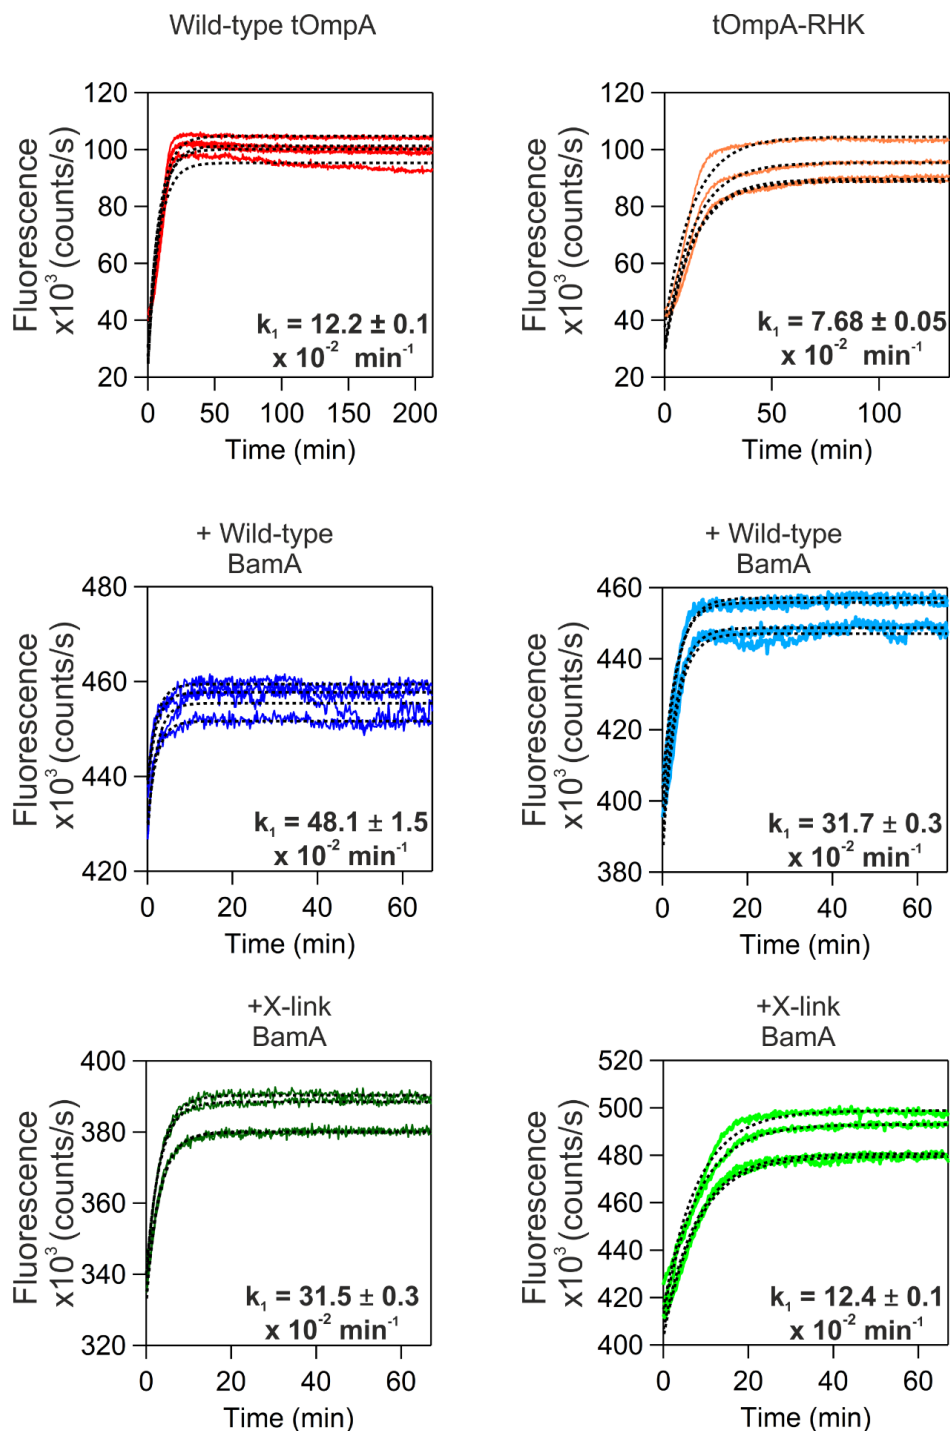 Wild-type tOmpA
tOmpA-RHK
Fluorescence
x10³ (counts/s)
120
100
80
60
40
20
k₁ = 12.2 ± 0.1
x 10⁻² min⁻¹
0 50 100 150 200
Time (min)
Fluorescence
x10³ (counts/s)
120
100
80
60
40
20
k₁ = 7.68 ± 0.05
x 10⁻² min⁻¹
0 50 100
Time (min)
+ Wild-type
BamA
Fluorescence
x10³ (counts/s)
480
460
440
420
k₁ = 48.1 ± 1.5
x 10⁻² min⁻¹
0 20 40 60
Time (min)
+ Wild-type
BamA
Fluorescence
x10³ (counts/s)
460
440
420
400
380
k₁ = 31.7 ± 0.3
x 10⁻² min⁻¹
0 20 40 60
Time (min)
+X-link
BamA
Fluorescence
x10³ (counts/s)
400
380
360
340
320
k₁ = 31.5 ± 0.3
x 10⁻² min⁻¹
0 20 40 60
Time (min)
+X-link
BamA
Fluorescence
x10³ (counts/s)
520
500
480
460
440
420
400
k₁ = 12.4 ± 0.1
x 10⁻² min⁻¹
0 20 40 60
Time (min)